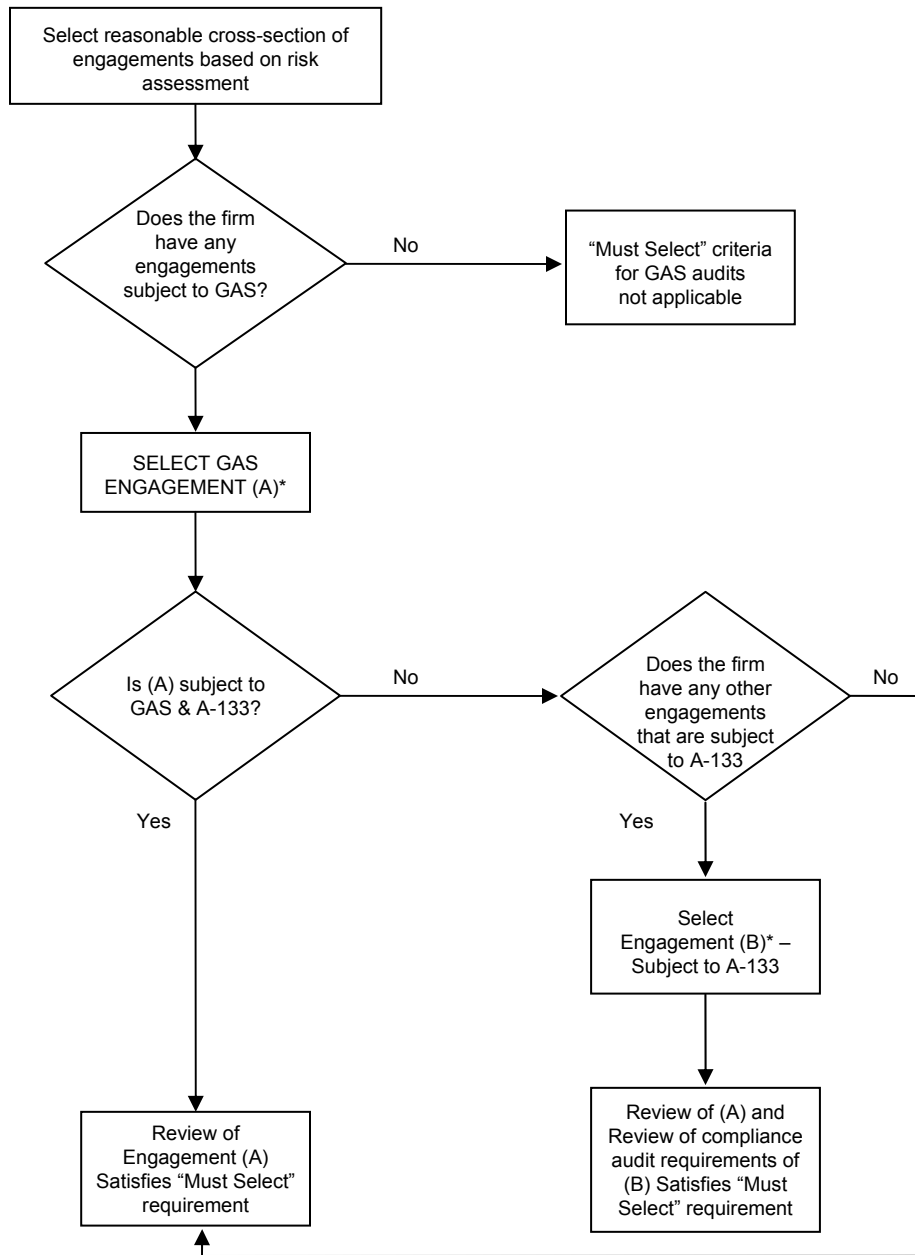 Select reasonable cross-section of
engagements based on risk
assessment
Does the firm
have any
engagements
subject to GAS?
No
“Must Select” criteria
for GAS audits
not applicable
SELECT GAS
ENGAGEMENT (A)*
Is (A) subject to
GAS & A-133?
No
Does the firm
have any other
engagements
that are subject
to A-133
No
Yes
Yes
Select
Engagement (B)* –
Subject to A-133
Review of
Engagement (A)
Satisfies “Must Select”
requirement
Review of (A) and
Review of compliance
audit requirements of
(B) Satisfies “Must
Select” requirement